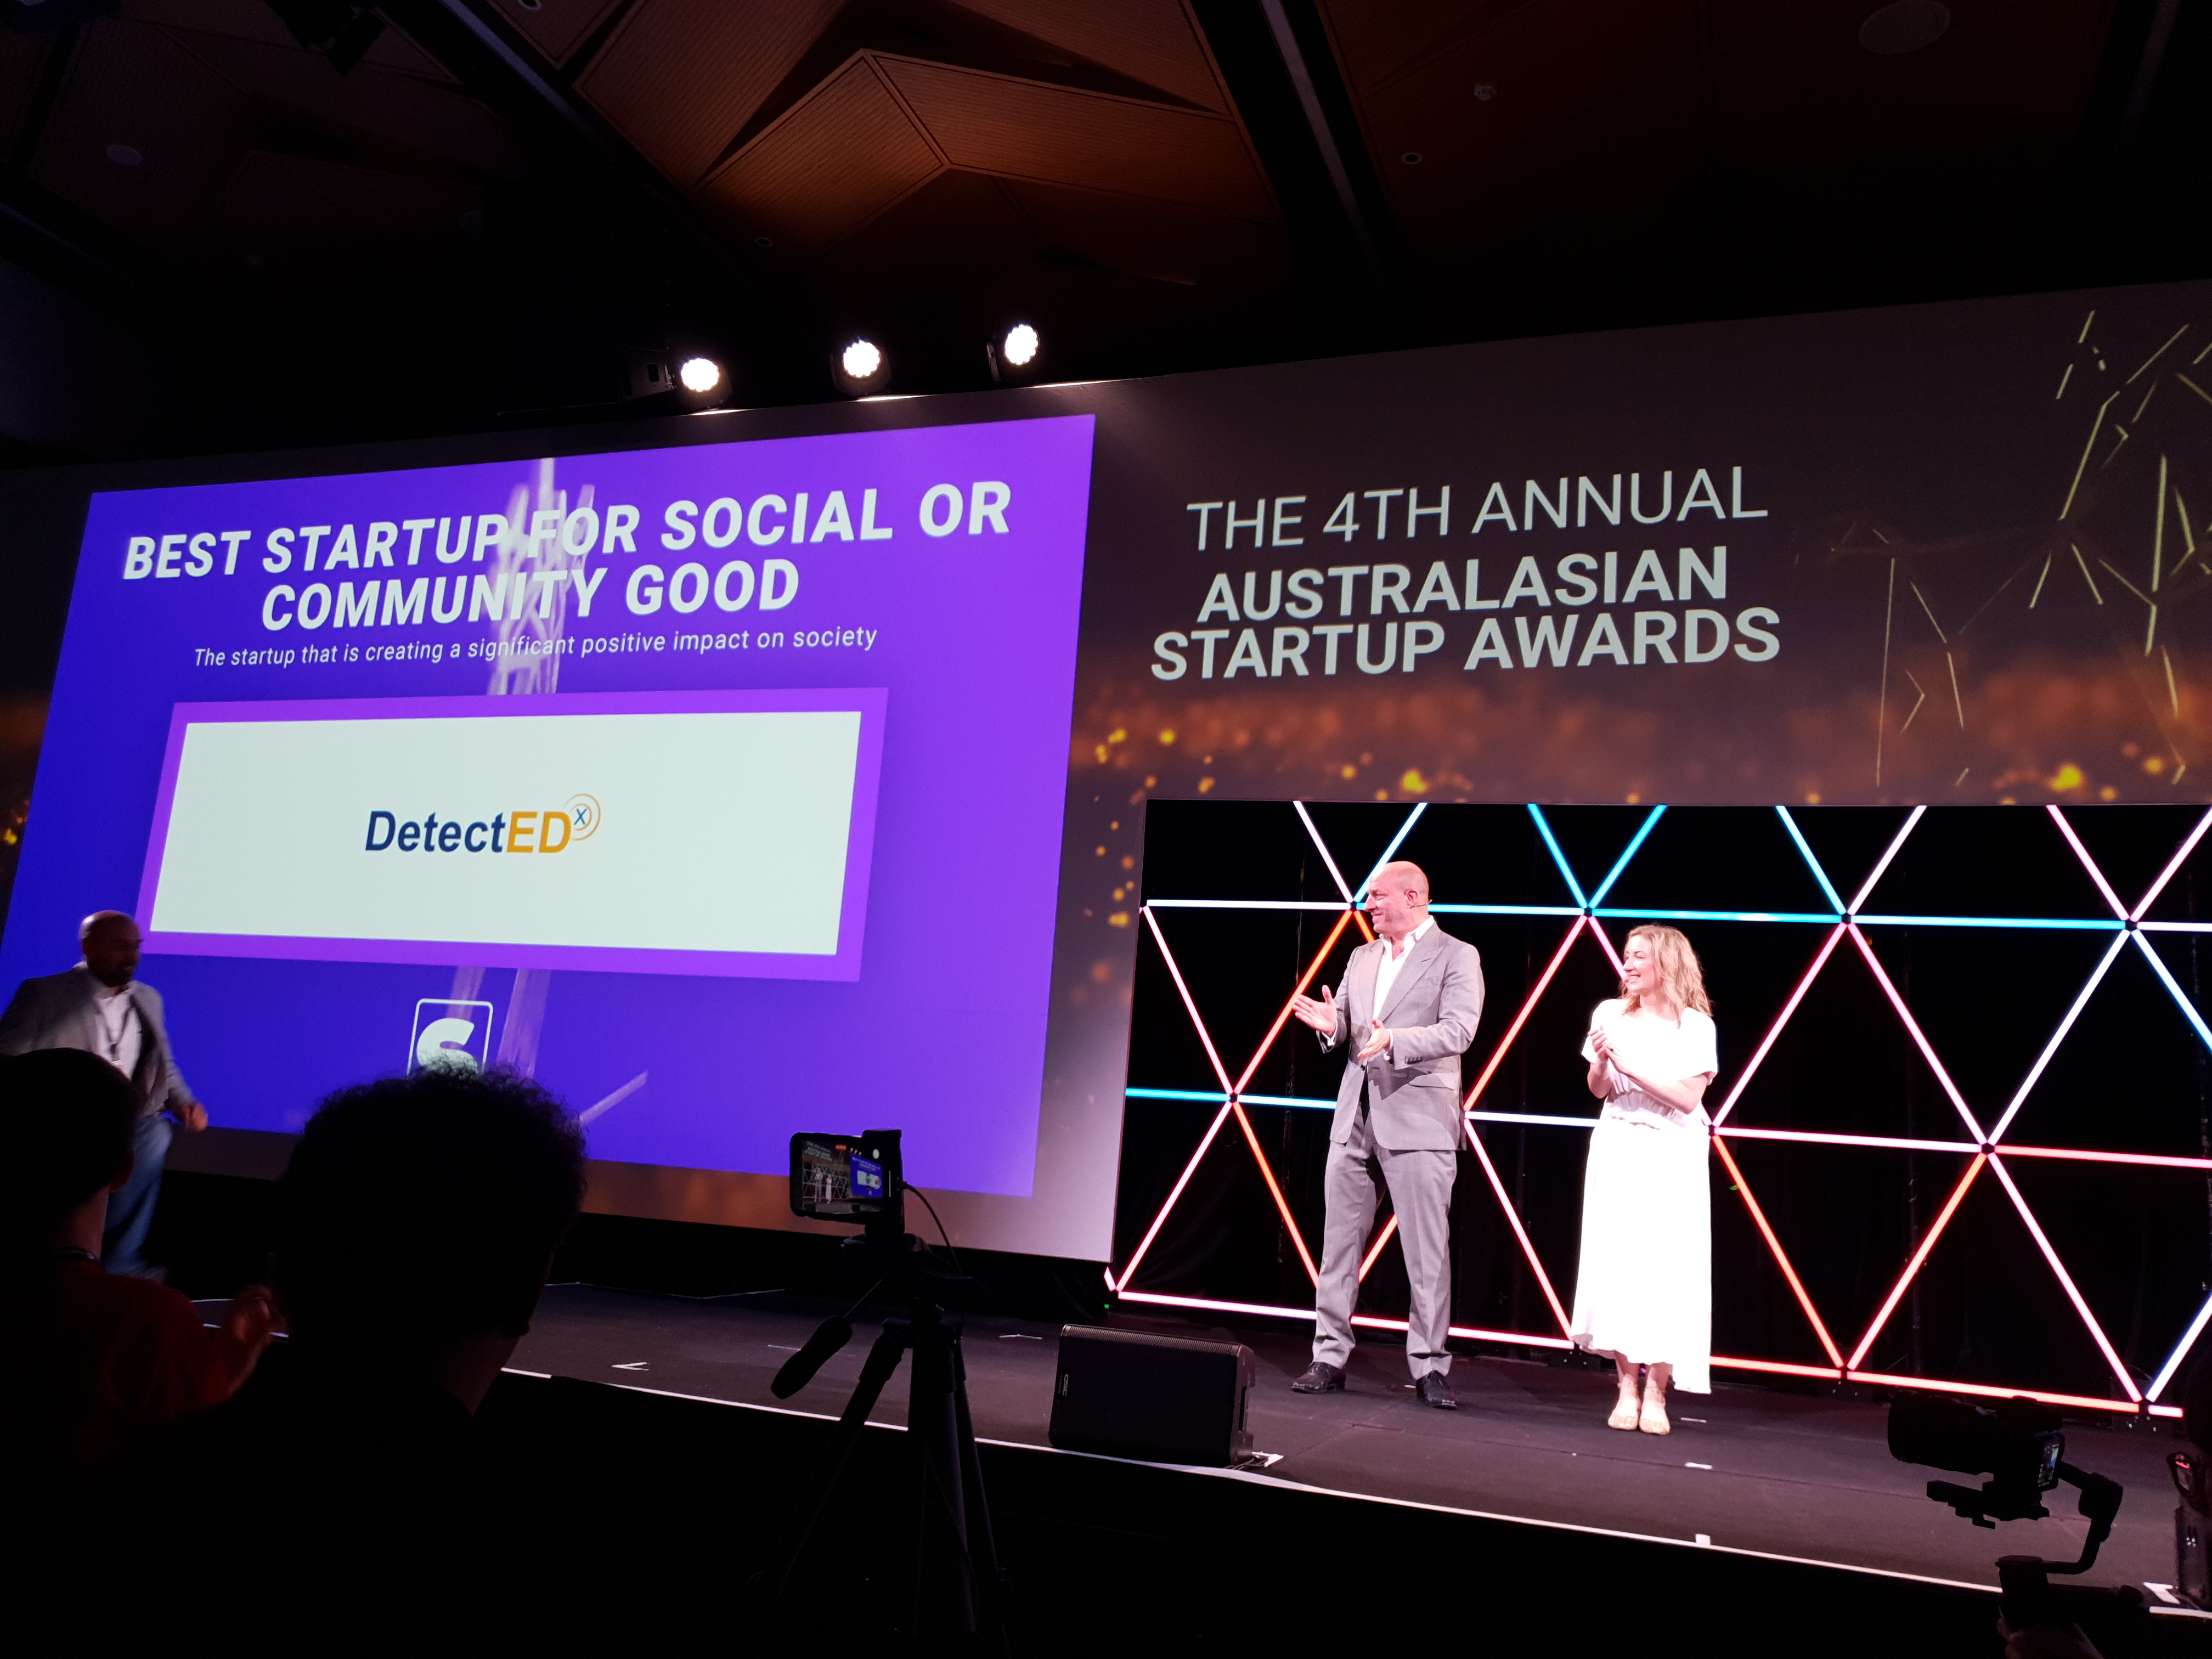 BEST STARTUP FOR SOCIAL OR
COMMUNITY GOOD
The startup that is creating a significant positive impact on society
DetectEDX
S
THE 4TH ANNUAL
AUSTRALASIAN
STARTUP AWARDS